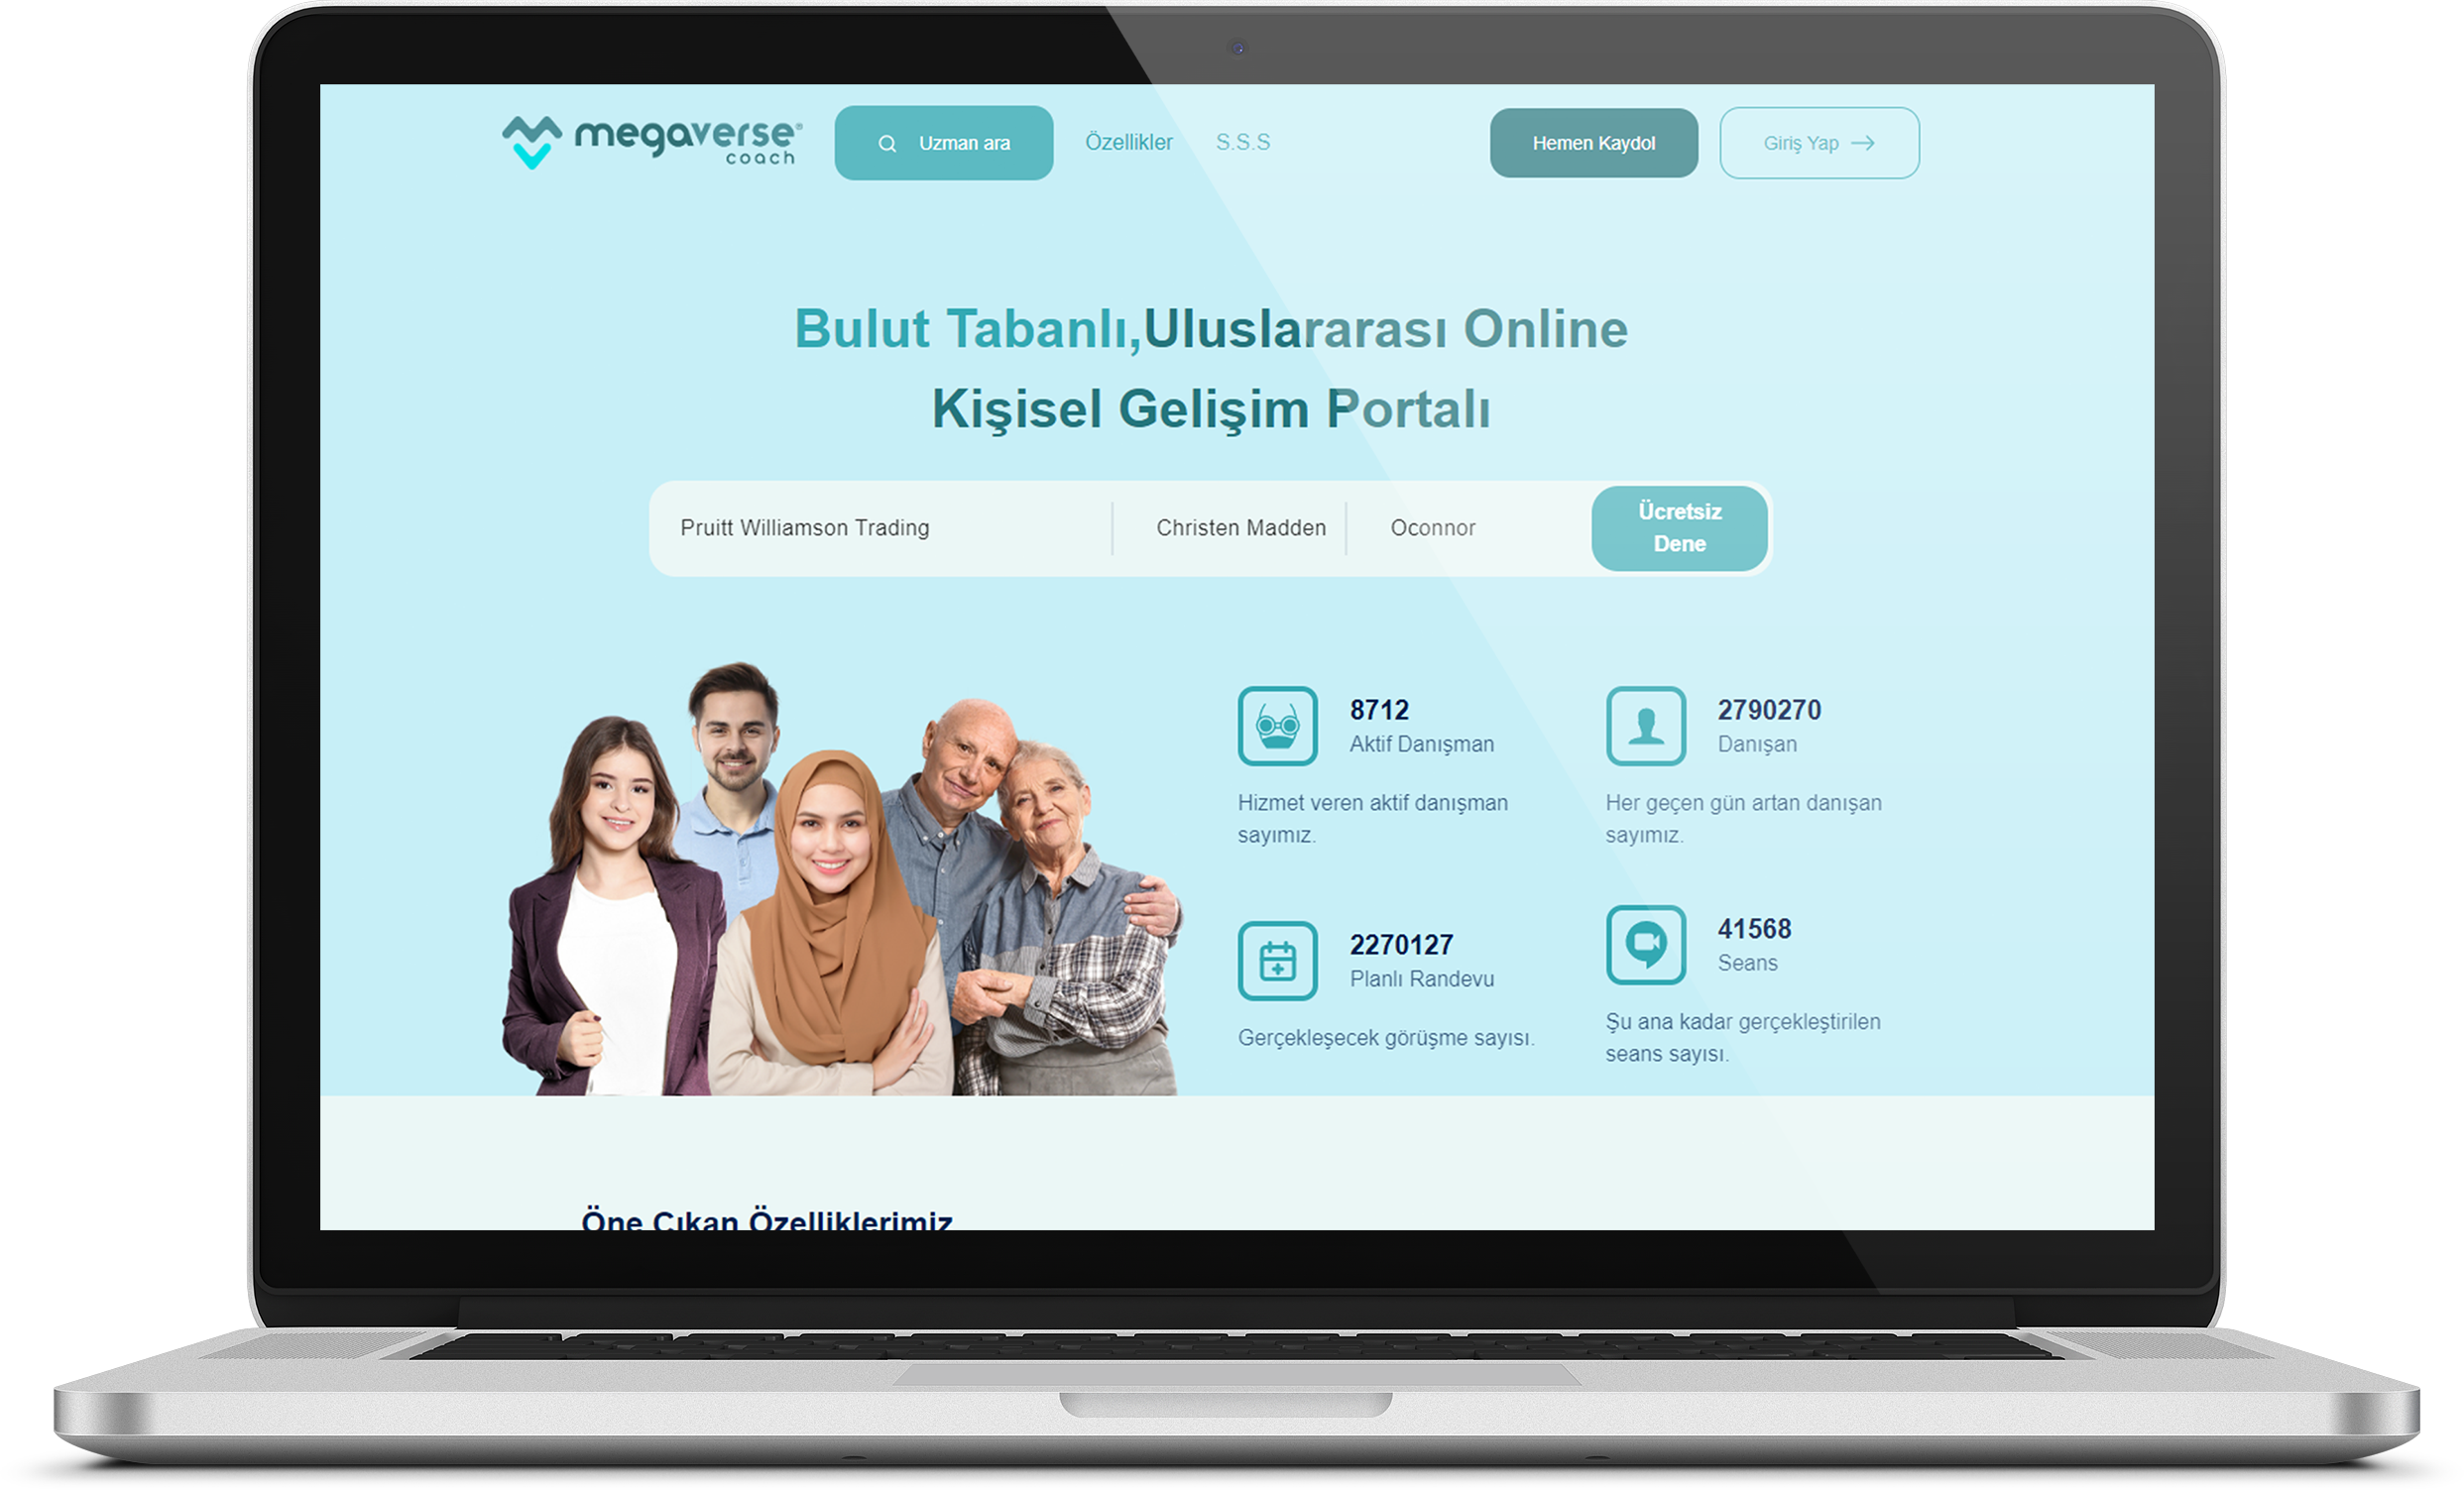 megaverse®
coach
Uzman ara
Özellikler
S.S.S
Hemen Kaydol
Giriş Yap
Bulut Tabanlı,Uluslararası Online
Kişisel Gelişim Portalı
Pruitt Williamson Trading
Christen Madden
Oconnor
Ücretsiz
Dene
8712
Aktif Danışman
Hizmet veren aktif danışman
sayımız.
2790270
Danışan
Her geçen gün artan danışan
sayımız.
2270127
Planlı Randevu
Gerçekleşecek görüşme sayısı.
41568
Seans
Şu ana kadar gerçekleştirilen
seans sayısı.
Öne Çıkan Özelliklerimiz